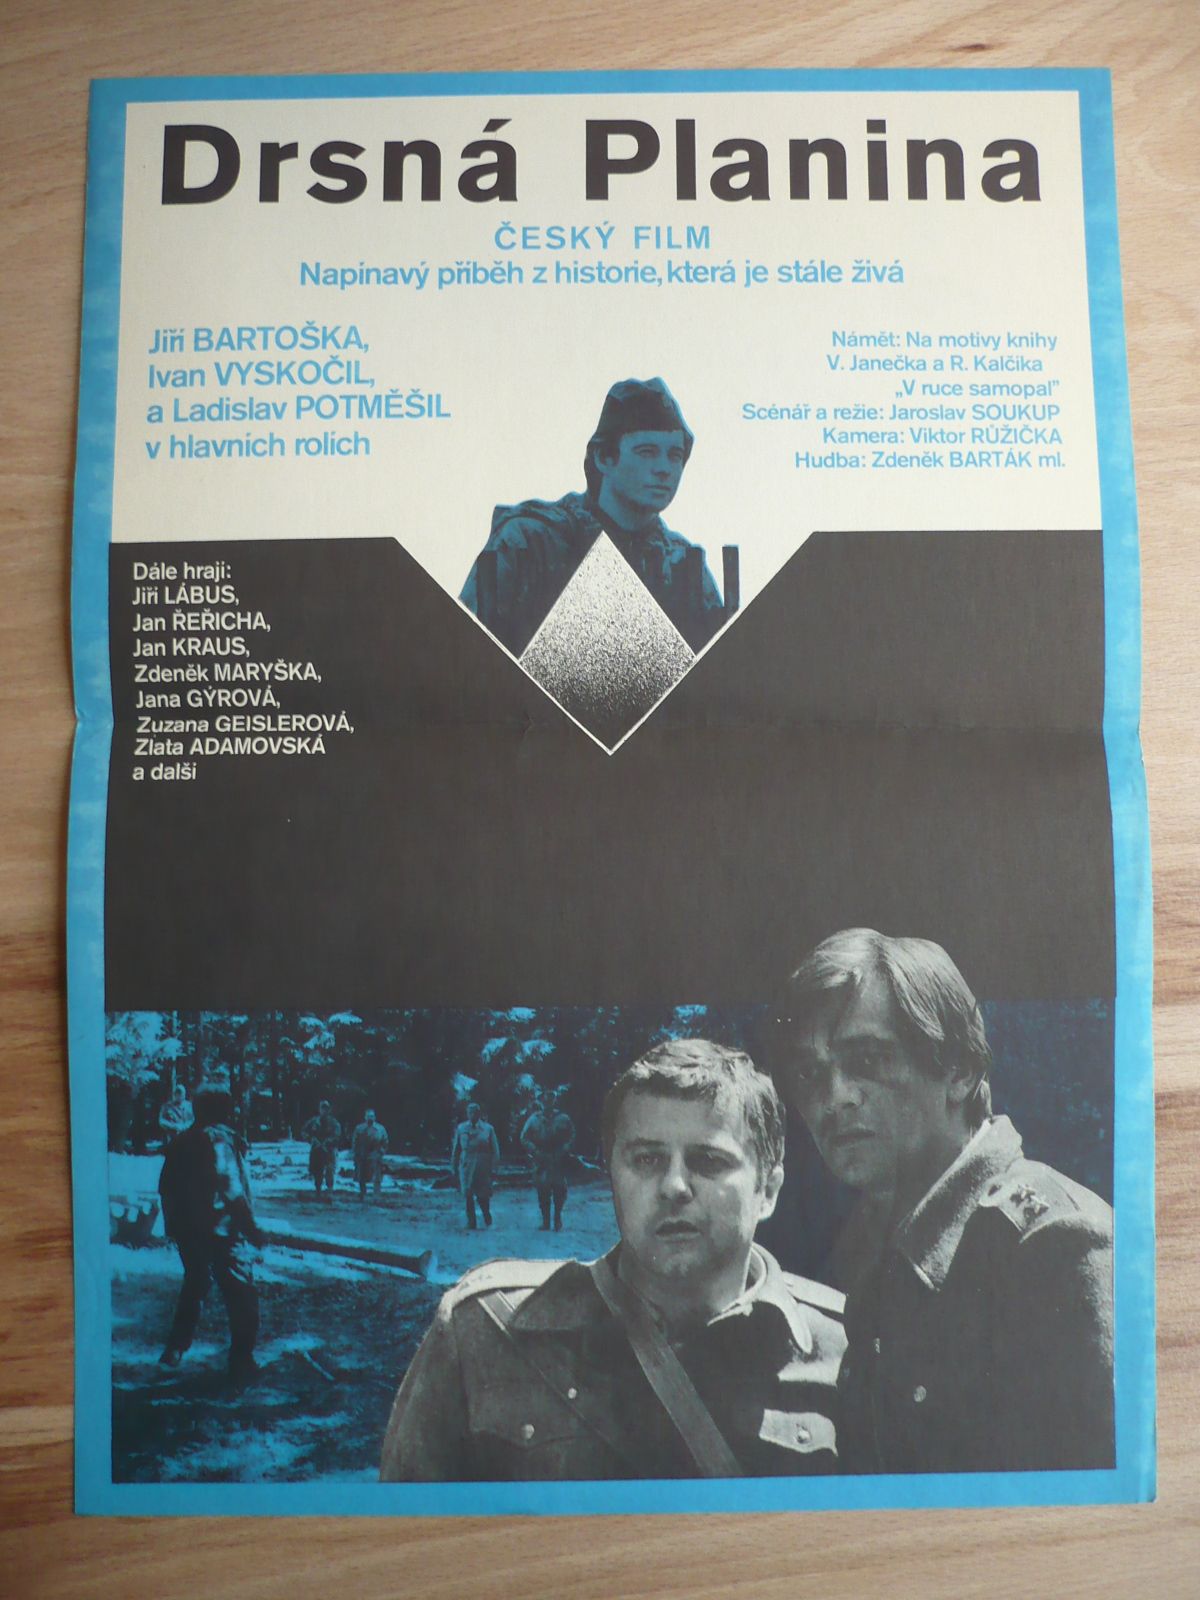 Drsná Planina
ČESKÝ FILM
Napínavý příběh z historie, která je stále živá
Jiří BARTOŠKA,
Ivan VYSKOČIL,
a Ladislav POTMĚŠIL
v hlavních rolích
Námět: Na motivy knihy
V. Janečka a R. Kalčíka
„V ruce samopal”
Scénář a režie: Jaroslav SOUKUP
Kamera: Viktor RŮŽIČKA
Hudba: Zdeněk BARTÁK ml.
Dále hrají:
Jiří LÁBUS,
Jan ŘEŘICHA,
Jan KRAUS,
Zdeněk MARYŠKA,
Jana GÝROVÁ,
Zuzana GEISLEROVÁ,
Zlata ADAMOVSKÁ
a další